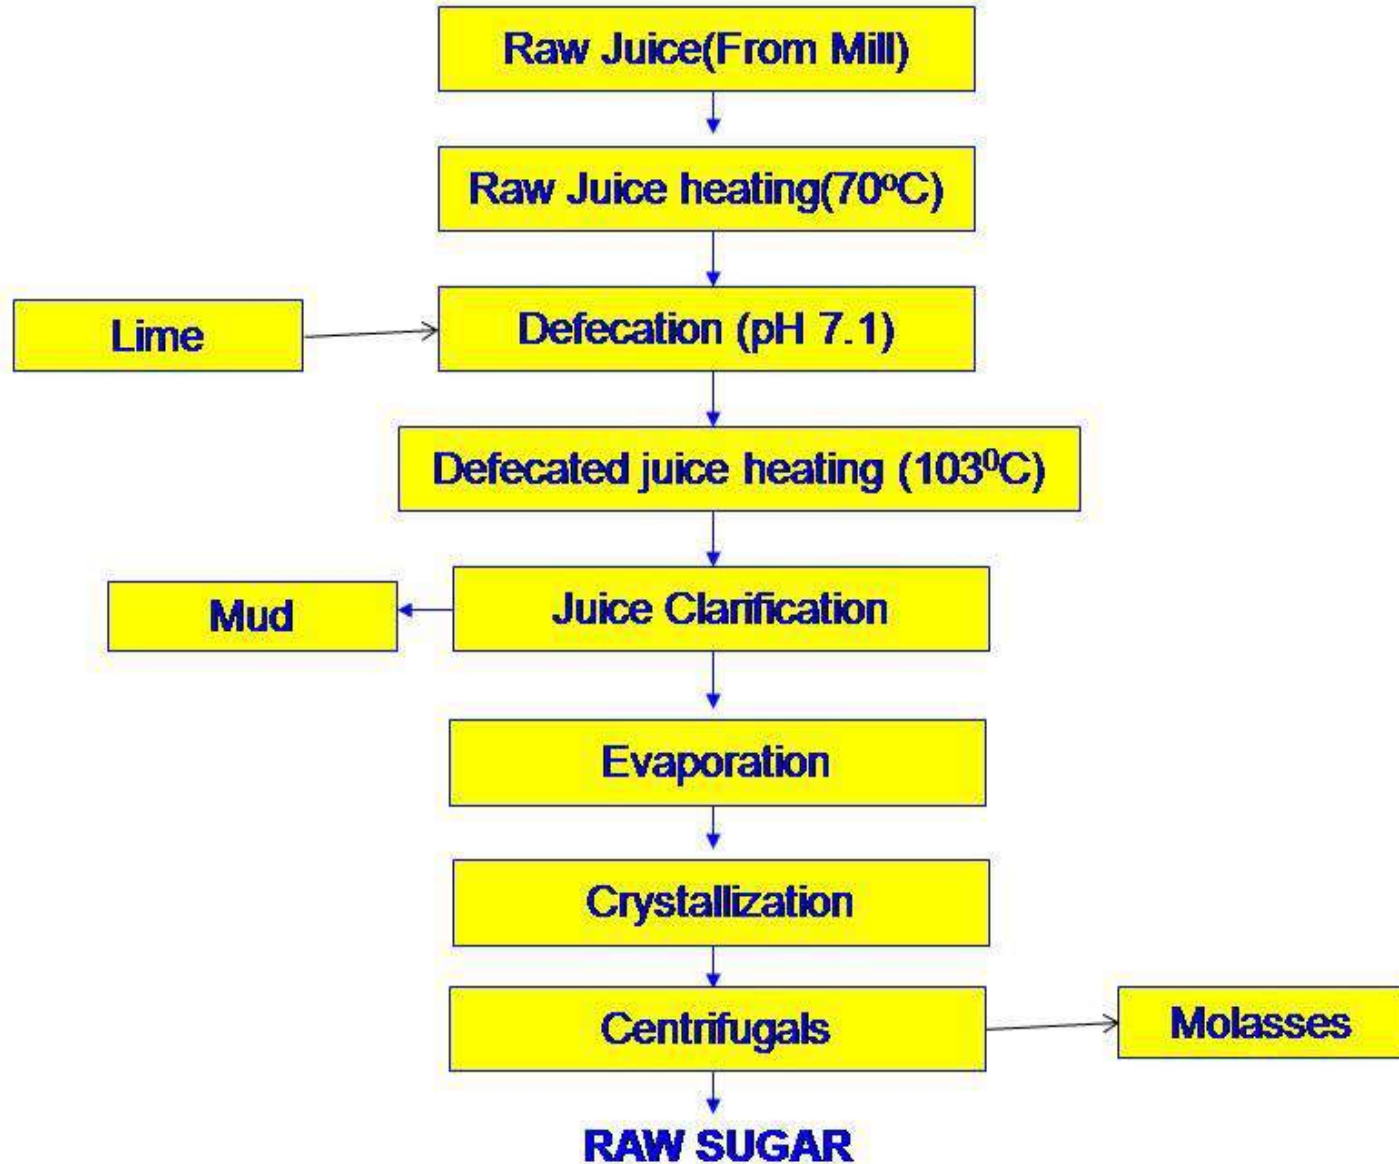 Raw Juice(From Mill)
Raw Juice heating(70ºC)
Lime
Defecation (pH 7.1)
Defecated juice heating (103⁰C)
Mud
Juice Clarification
Evaporation
Crystallization
Centrifugals
Molasses
RAW SUGAR